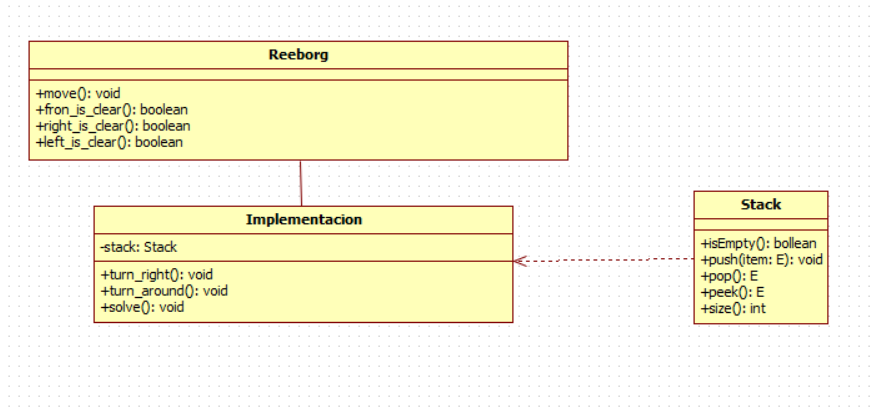 Reeborg
+move(): void
+fron_is_clear(): boolean
+right_is_clear(): boolean
+left_is_clear(): boolean
Implementacion
-stack: Stack
+turn_right(): void
+turn_around(): void
+solve(): void
Stack
+isEmpty(): bollean
+push(item: E): void
+pop(): E
+peek(): E
+size(): int